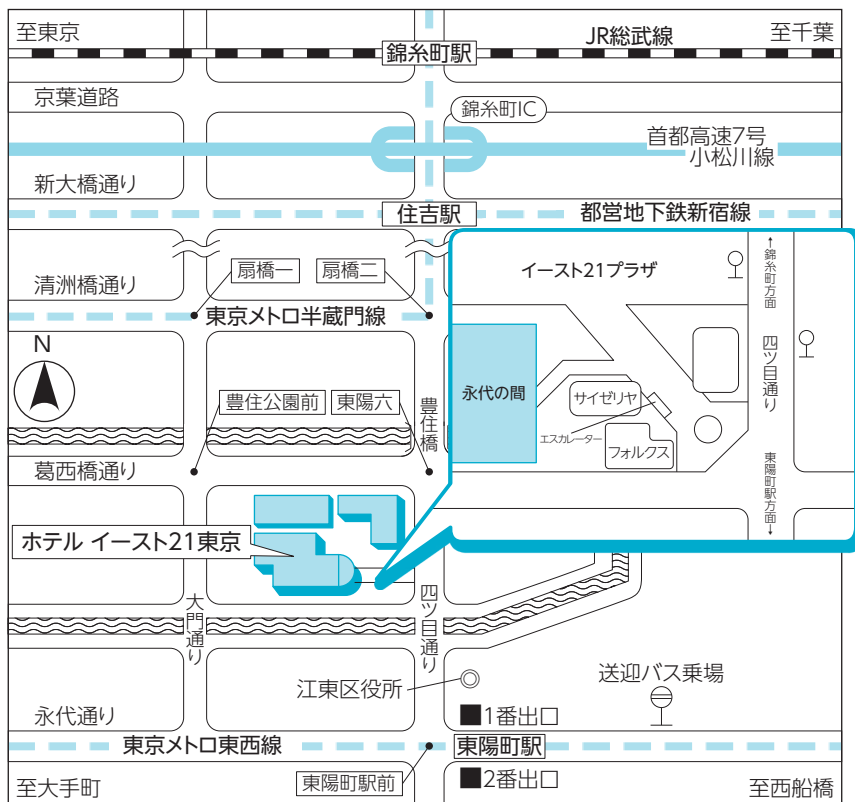 至東京
JR総武線
至千葉
錦糸町駅
京葉道路
錦糸町IC
首都高速7号
小松川線
新大橋通り
住吉駅
都営地下鉄新宿線
清洲橋通り
扇橋一
扇橋二
東京メトロ半蔵門線
N
豊住公園前
東陽六
豊住橋
葛西橋通り
イースト21プラザ
←錦糸町方面
四ツ目通り
東陽町駅方面→
永代の間
サイゼリヤ
エスカレーター
フォルクス
ホテル イースト21東京
大門通り
四ツ目通り
江東区役所
送迎バス乗場
永代通り
■1番出口
東京メトロ東西線
東陽町駅
東陽町駅前
■2番出口
至大手町
至西船橋